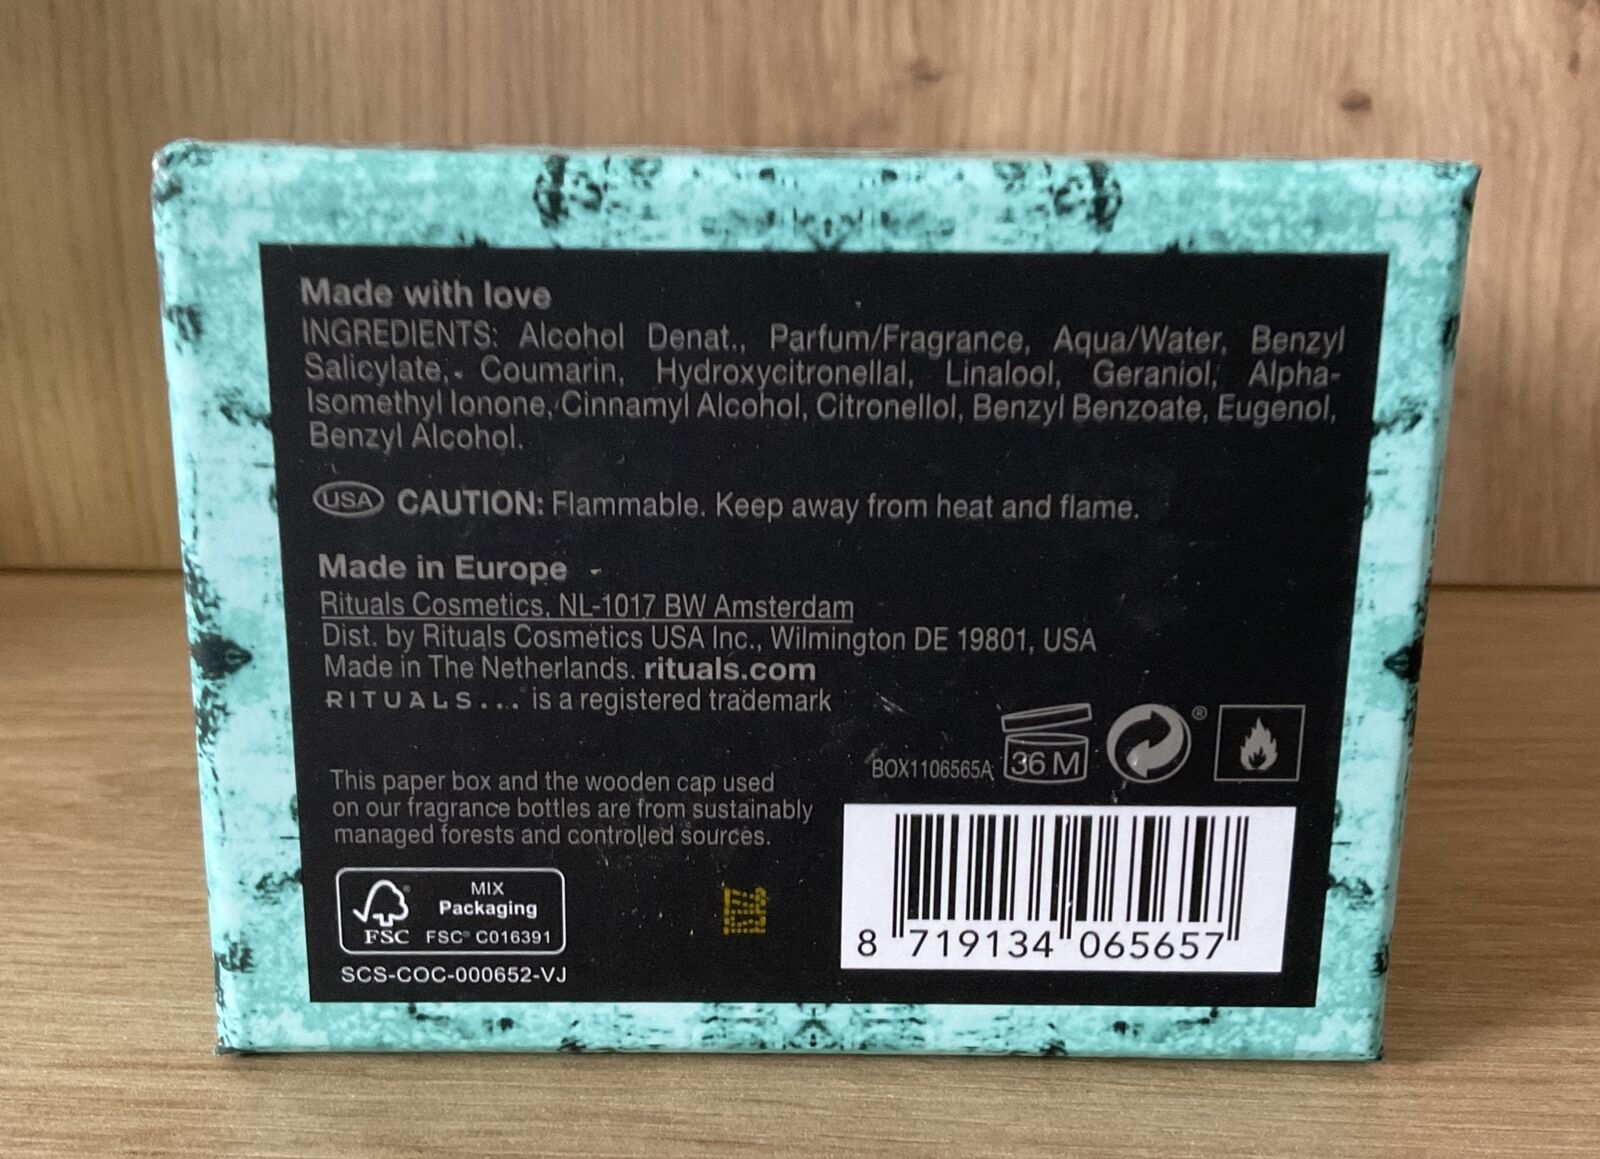 Made with love
INGREDIENTS: Alcohol Denat., Parfum/Fragrance, Aqua/Water, Benzyl
Salicylate, Coumarin, Hydroxycitronellal, Linalool, Geraniol, Alpha-
Isomethyl Ionone, Cinnamyl Alcohol, Citronellol, Benzyl Benzoate, Eugenol,
Benzyl Alcohol.
USA CAUTION: Flammable. Keep away from heat and flame.
Made in Europe
Rituals Cosmetics, NL-1017 BW Amsterdam
Dist. by Rituals Cosmetics USA Inc., Wilmington DE 19801, USA
Made in The Netherlands. rituals.com
RITUALS... is a registered trademark
BOX1106565A 36 M ®
This paper box and the wooden cap used
on our fragrance bottles are from sustainably
managed forests and controlled sources.
MIX
Packaging
FSC® C016391
FSC
SCS-COC-000652-VJ
8 719134 065657